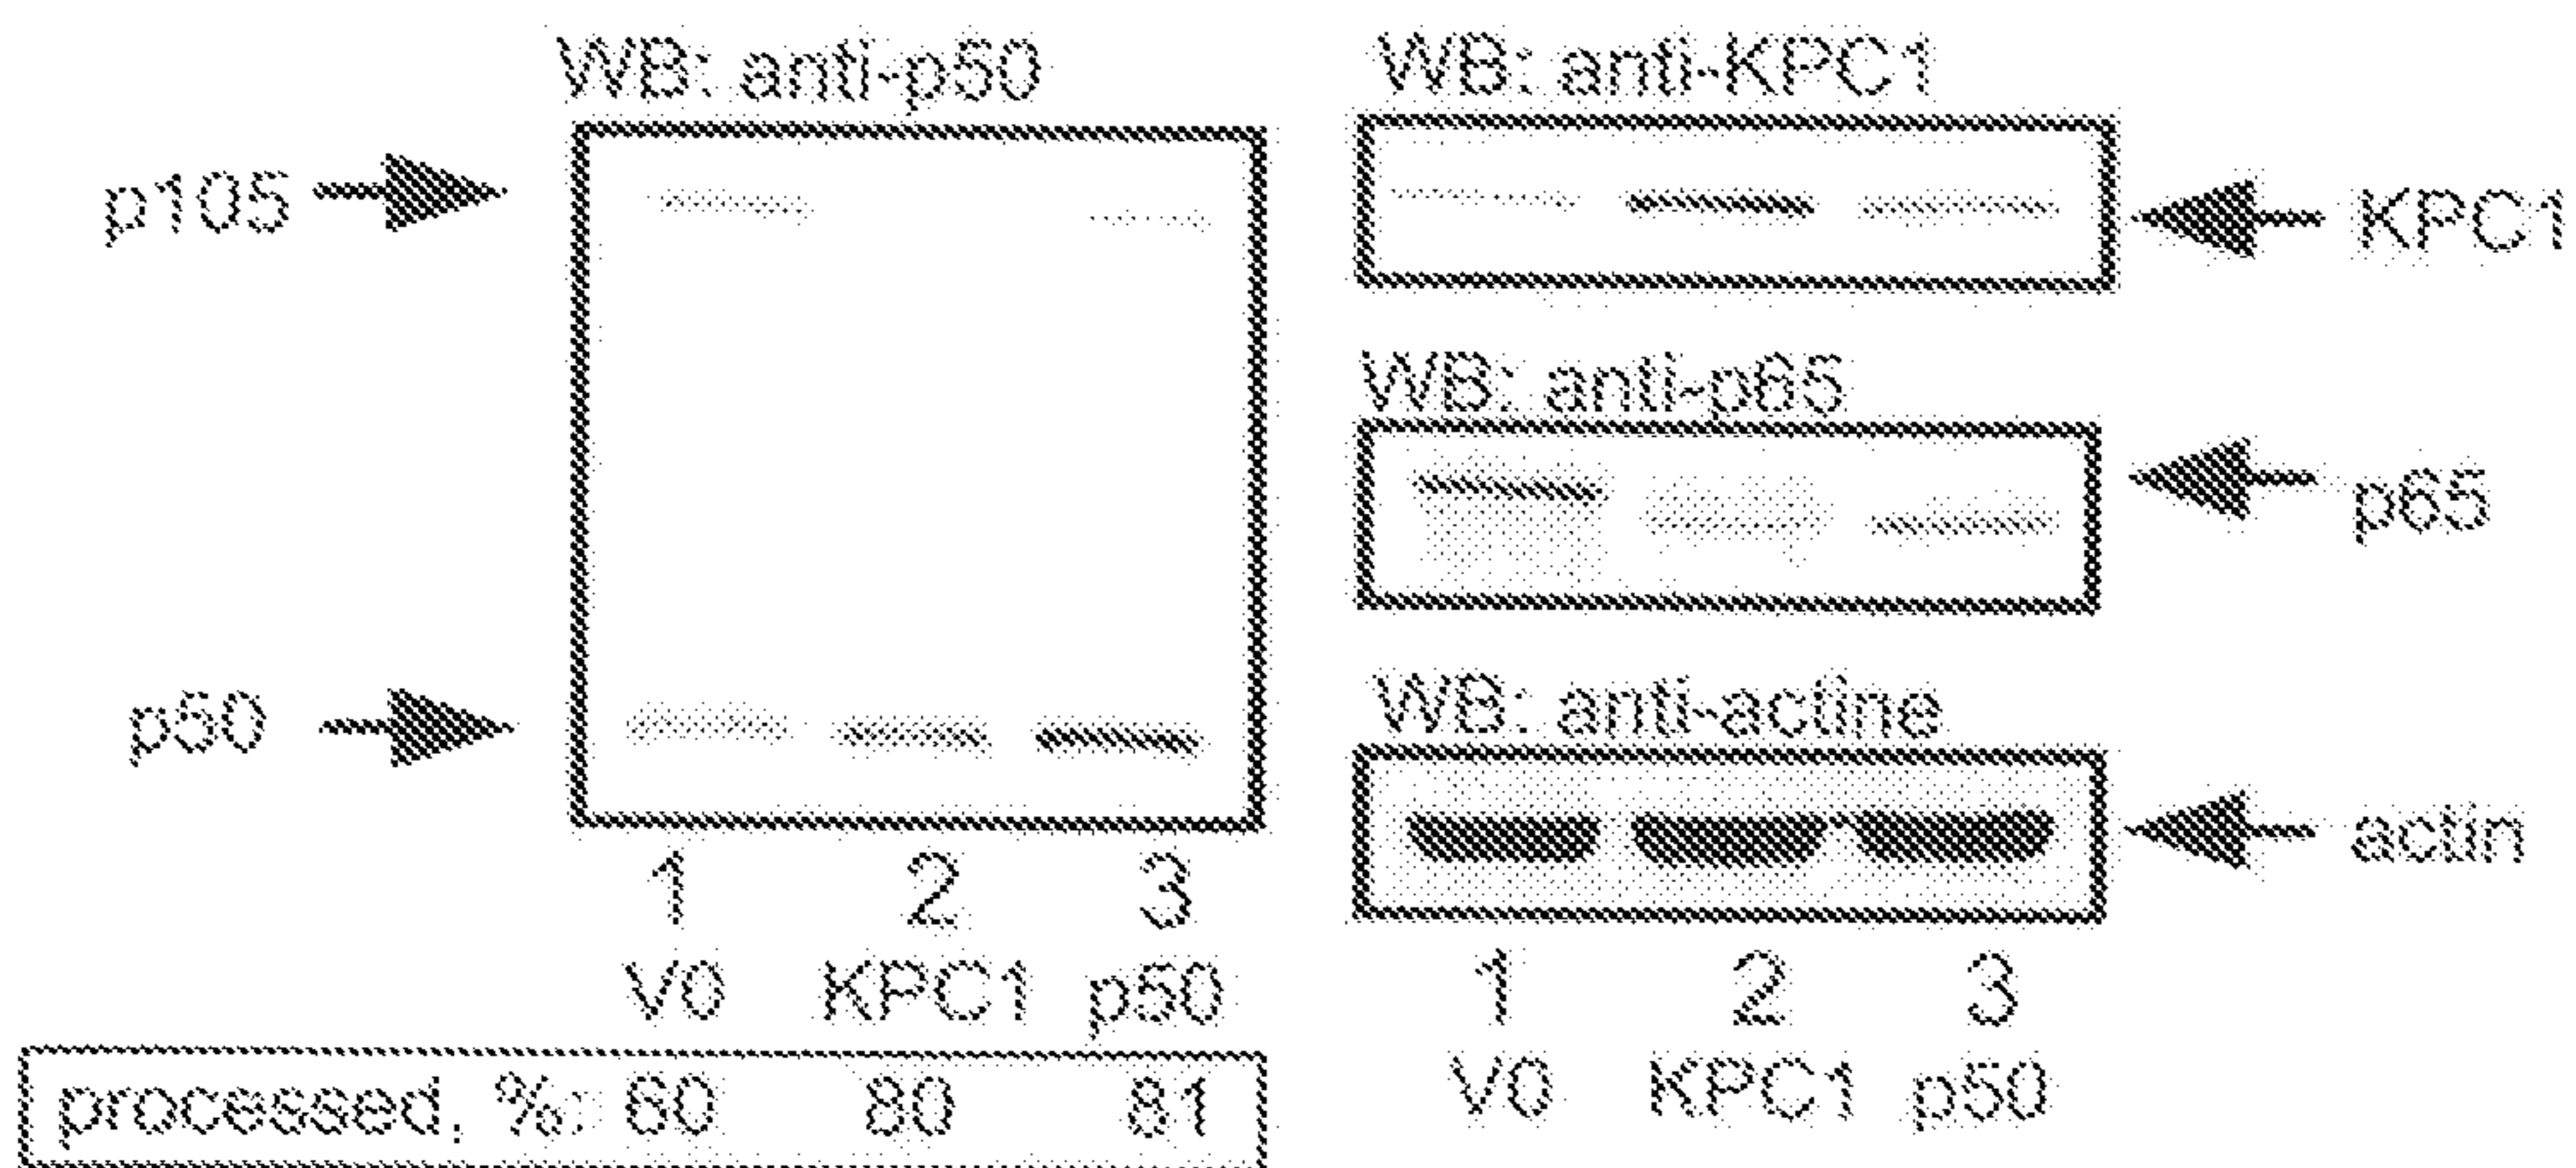 WB: anti-p50
p105
p50
1 2 3
V0 KPC1 p50
processed, %: 60 80 81
WB: anti-KPC1
KPC1
WB: anti-p65
p65
WB: anti-actine
actin
1 2 3
V0 KPC1 p50